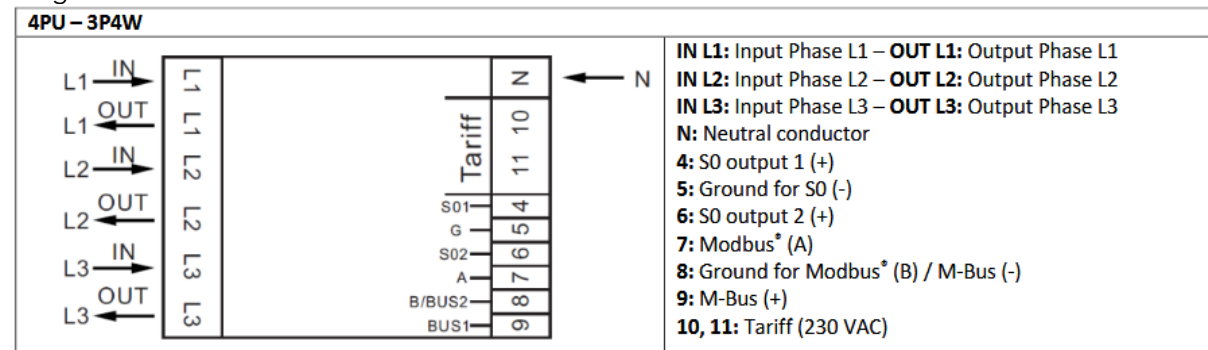 4PU – 3P4W
L1 IN L1
L1 OUT L1
L2 IN L2
L2 OUT L2
L3 IN L3
L3 OUT L3
N N
Tariff 10
11
S01 4
G 5
S02 6
A 7
B/BUS2 8
BUS1 9
IN L1: Input Phase L1 – OUT L1: Output Phase L1
IN L2: Input Phase L2 – OUT L2: Output Phase L2
IN L3: Input Phase L3 – OUT L3: Output Phase L3
N: Neutral conductor
4: S0 output 1 (+)
5: Ground for S0 (-)
6: S0 output 2 (+)
7: Modbus® (A)
8: Ground for Modbus® (B) / M-Bus (-)
9: M-Bus (+)
10, 11: Tariff (230 VAC)